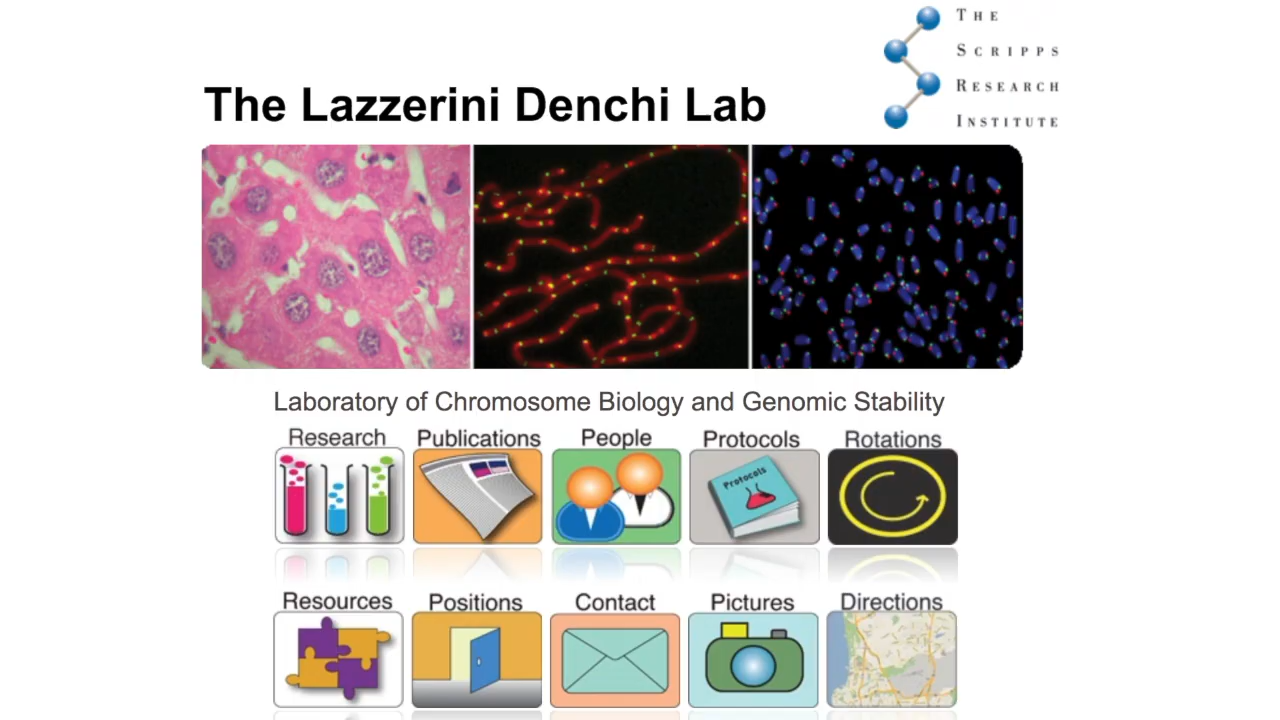 THE
SCRIPPS
RESEARCH
INSTITUTE
The Lazzerini Denchi Lab
Laboratory of Chromosome Biology and Genomic Stability
Research Publications People Protocols Rotations
Protocols
Resources Positions Contact Pictures Directions